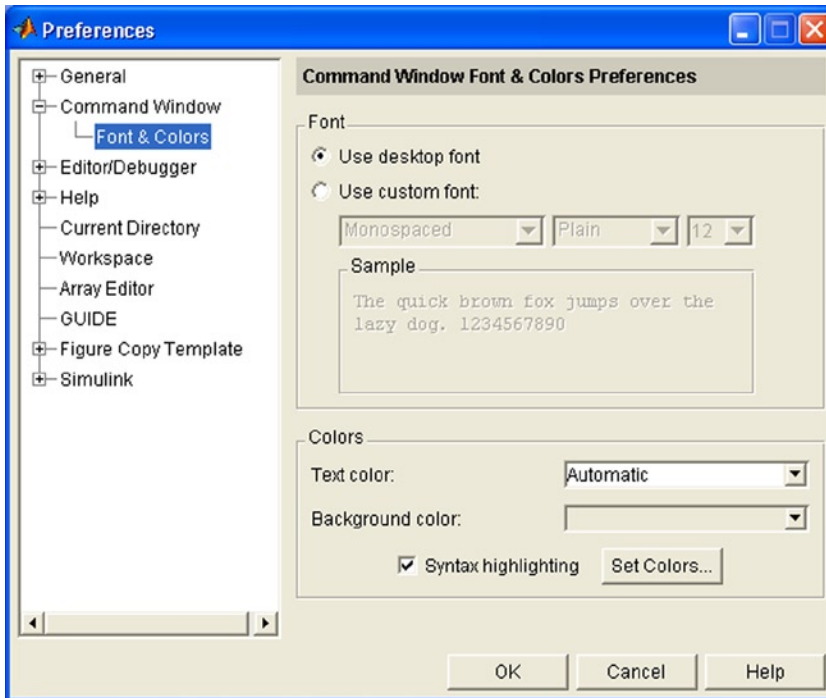 Preferences
General
Command Window
Font & Colors
Editor/Debugger
Help
Current Directory
Workspace
Array Editor
GUIDE
Figure Copy Template
Simulink
Command Window Font & Colors Preferences
Font
Use desktop font
Use custom font:
Monospaced Plain 12
Sample
The quick brown fox jumps over the
lazy dog. 1234567890
Colors
Text color: Automatic
Background color:
Syntax highlighting Set Colors...
OK Cancel Help